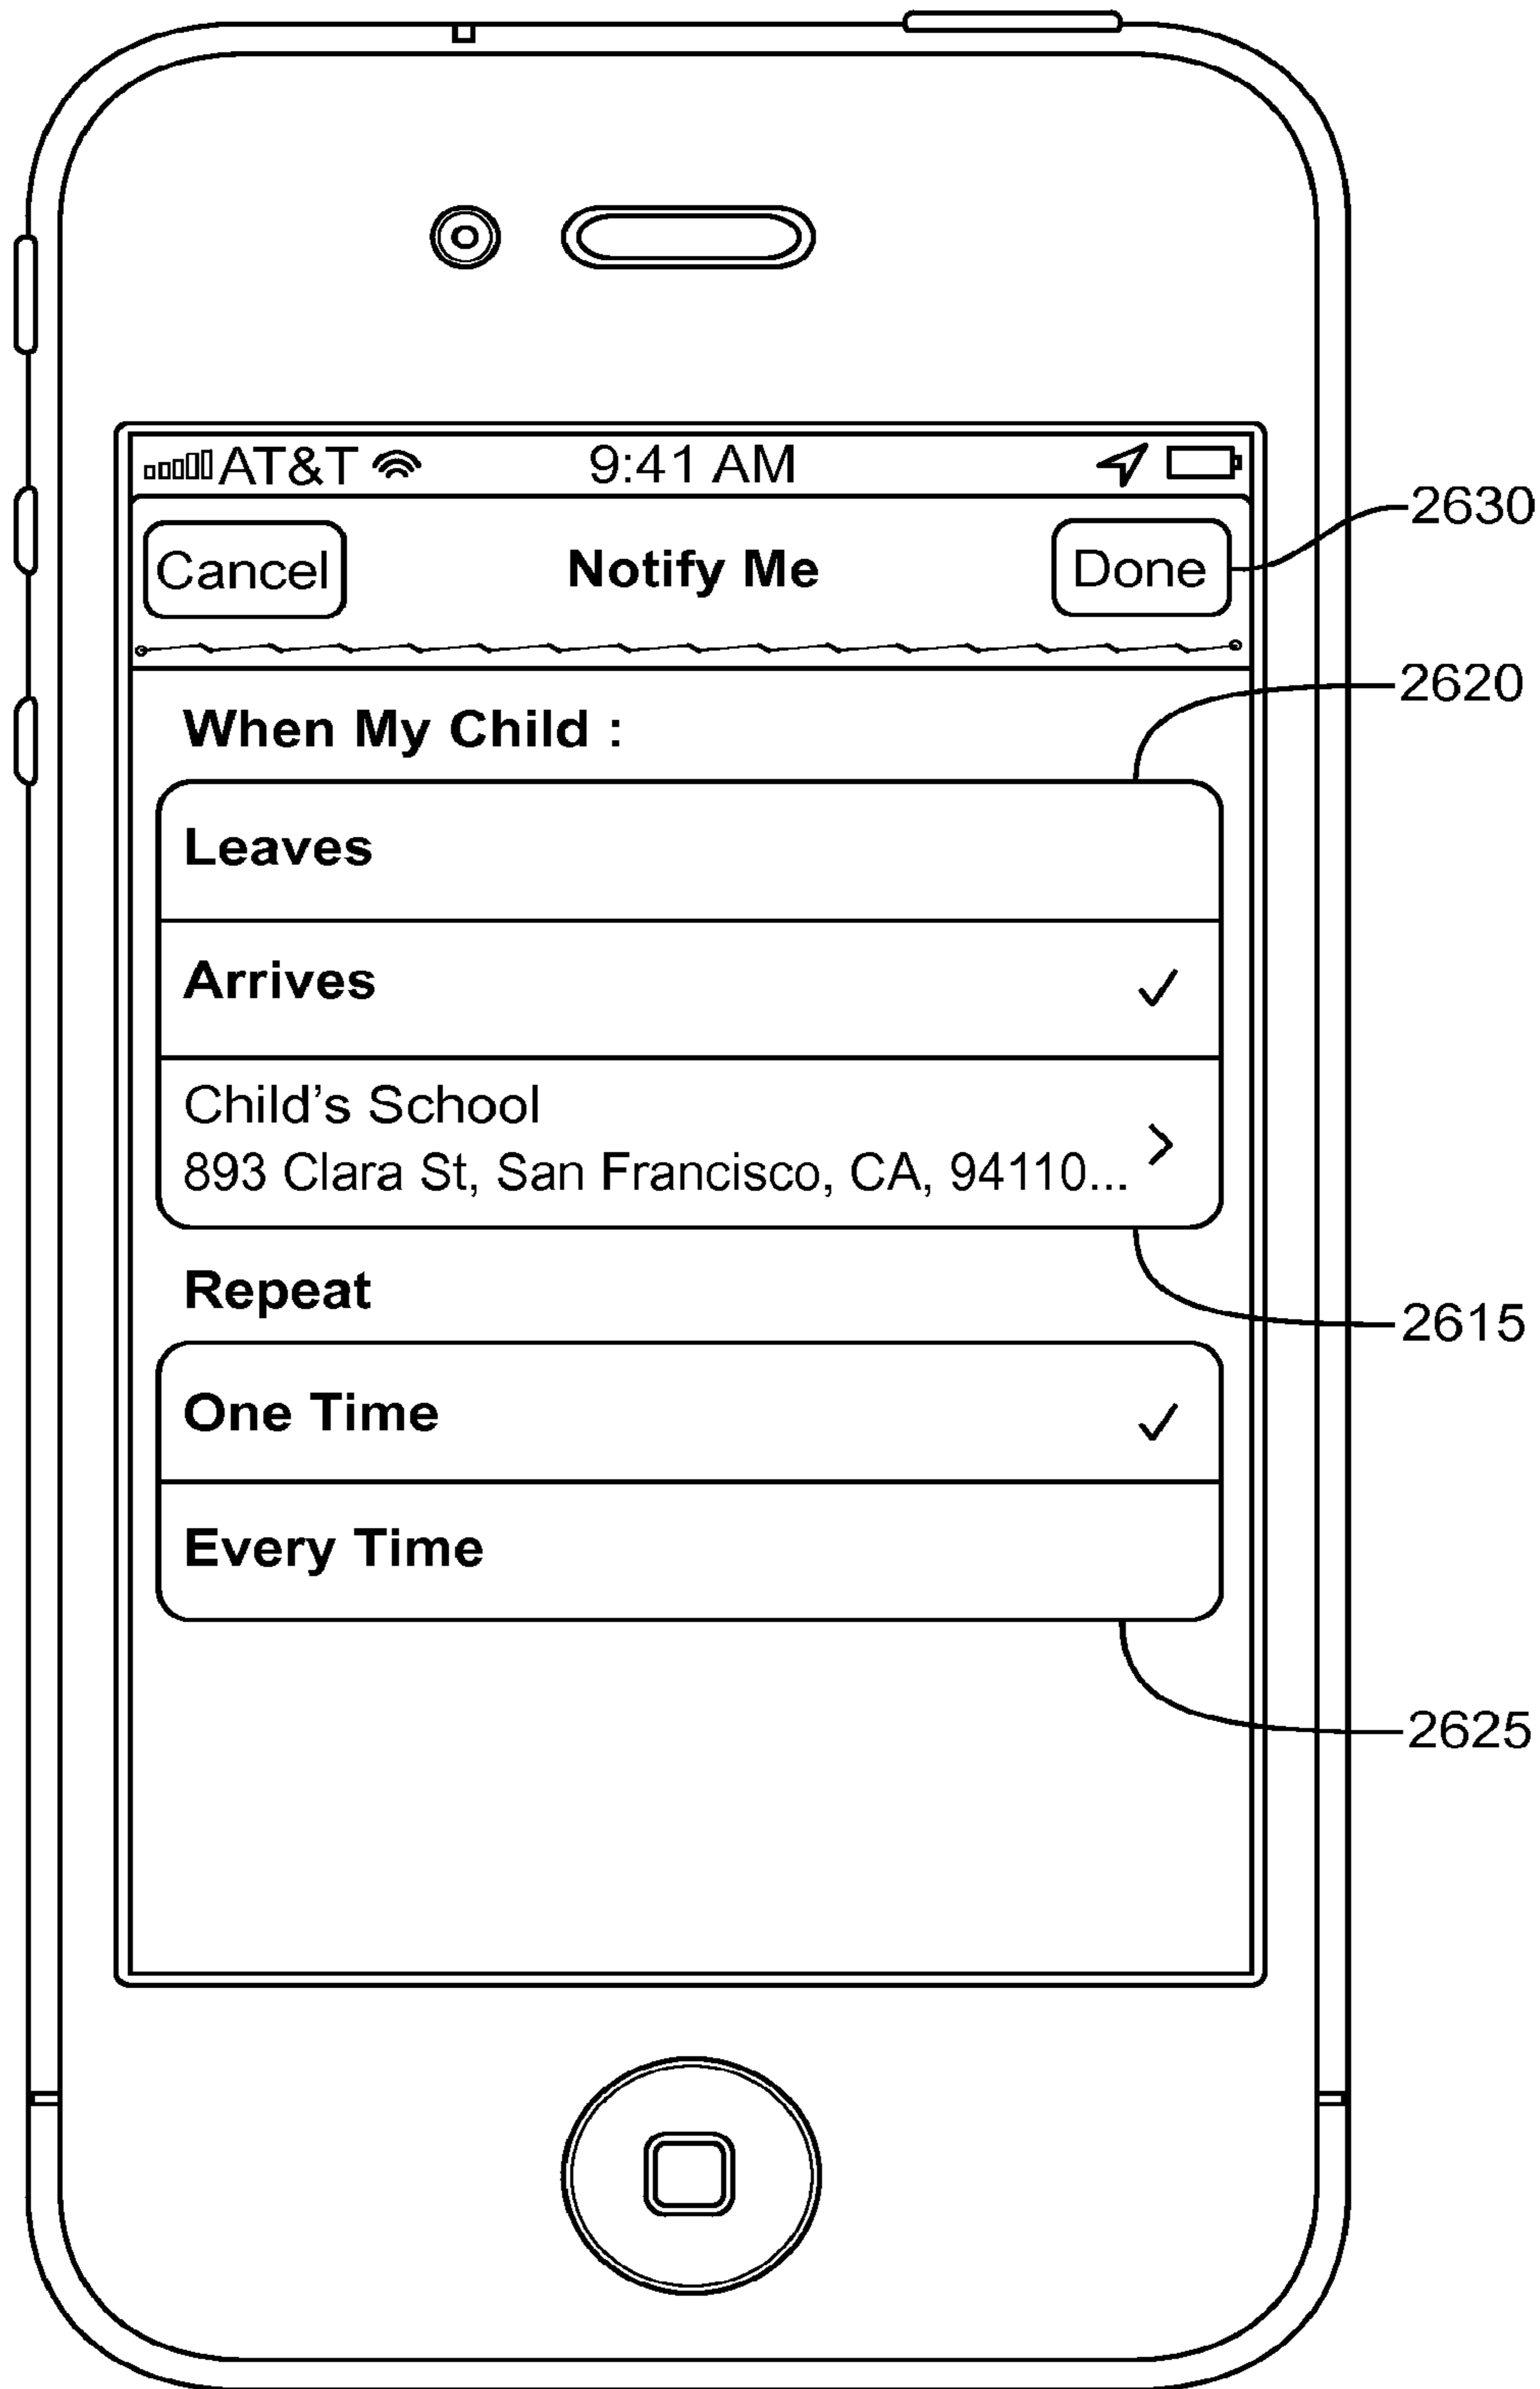 AT&T 9:41 AM
Cancel Notify Me Done
2630
2620
When My Child :
Leaves
Arrives
Child's School
893 Clara St, San Francisco, CA, 94110...
Repeat
2615
One Time
Every Time
2625